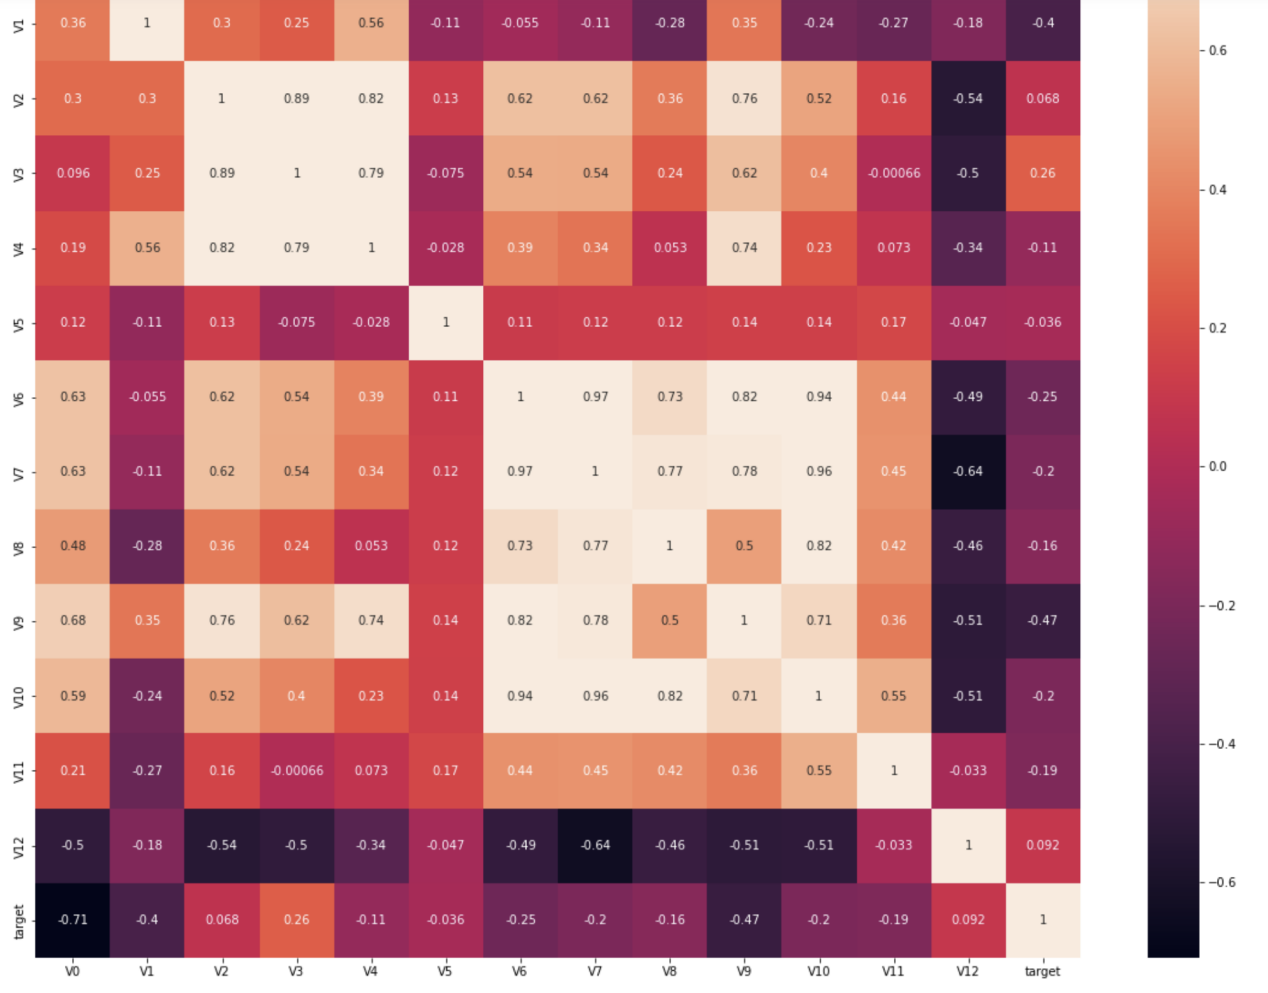 V1 0.36 1 0.3 0.25 0.56 -0.11 -0.055 -0.11 -0.28 0.35 -0.24 -0.27 -0.18 -0.4
V2 0.3 0.3 1 0.89 0.82 0.13 0.62 0.62 0.36 0.76 0.52 0.16 -0.54 0.068
V3 0.096 0.25 0.89 1 0.79 -0.075 0.54 0.54 0.24 0.62 0.4 -0.00066 -0.5 0.26
V4 0.19 0.56 0.82 0.79 1 -0.028 0.39 0.34 0.053 0.74 0.23 0.073 -0.34 -0.11
V5 0.12 -0.11 0.13 -0.075 -0.028 1 0.11 0.12 0.12 0.14 0.14 0.17 -0.047 -0.036
V6 0.63 -0.055 0.62 0.54 0.39 0.11 1 0.97 0.73 0.82 0.94 0.44 -0.49 -0.25
V7 0.63 -0.11 0.62 0.54 0.34 0.12 0.97 1 0.77 0.78 0.96 0.45 -0.64 -0.2
V8 0.48 -0.28 0.36 0.24 0.053 0.12 0.73 0.77 1 0.5 0.82 0.42 -0.46 -0.16
V9 0.68 0.35 0.76 0.62 0.74 0.14 0.82 0.78 0.5 1 0.71 0.36 -0.51 -0.47
V10 0.59 -0.24 0.52 0.4 0.23 0.14 0.94 0.96 0.82 0.71 1 0.55 -0.51 -0.2
V11 0.21 -0.27 0.16 -0.00066 0.073 0.17 0.44 0.45 0.42 0.36 0.55 1 -0.033 -0.19
V12 -0.5 -0.18 -0.54 -0.5 -0.34 -0.047 -0.49 -0.64 -0.46 -0.51 -0.51 -0.033 1 0.092
target -0.71 -0.4 0.068 0.26 -0.11 -0.036 -0.25 -0.2 -0.16 -0.47 -0.2 -0.19 0.092 1
V0 V1 V2 V3 V4 V5 V6 V7 V8 V9 V10 V11 V12 target
0.6
0.4
0.2
0.0
−0.2
−0.4
−0.6